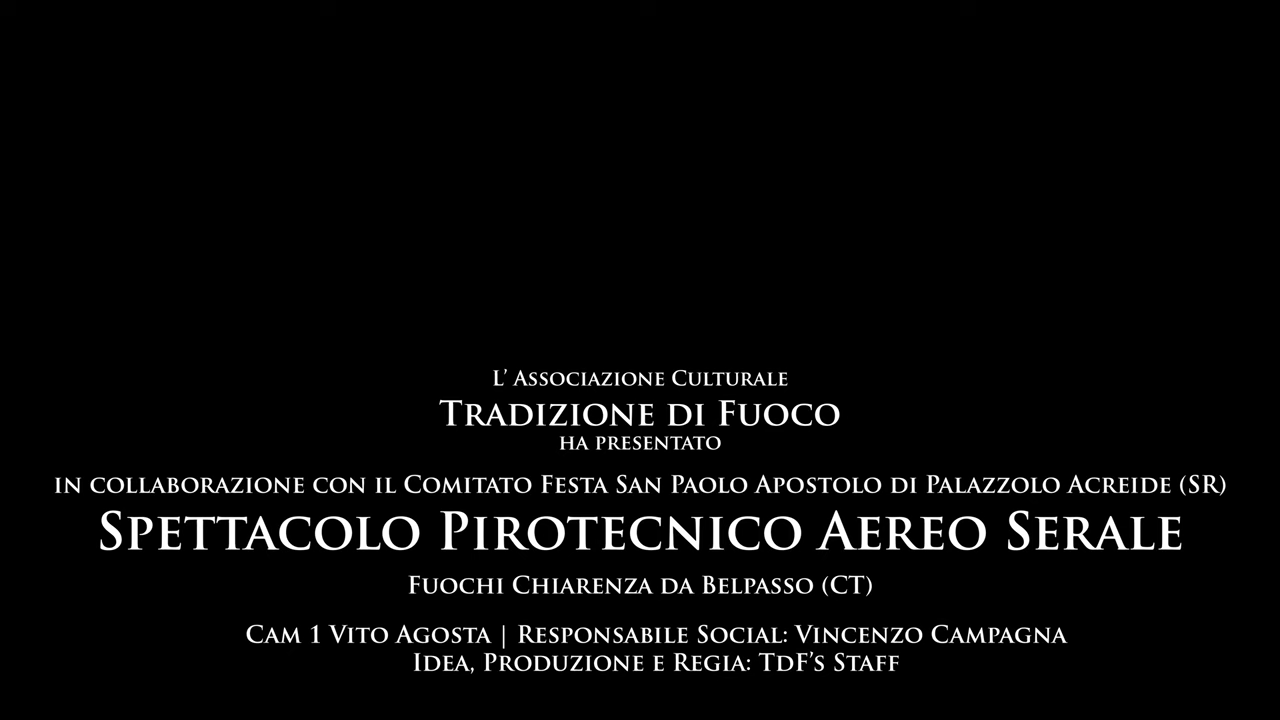 L' Associazione Culturale
Tradizione di Fuoco
ha presentato
in collaborazione con il Comitato Festa San Paolo Apostolo di Palazzolo Acreide (SR)
Spettacolo Pirotecnico Aereo Serale
Fuochi Chiarenza da Belpasso (CT)
Cam 1 Vito Agosta | Responsabile Social: Vincenzo Campagna
Idea, Produzione e Regia: TdF's Staff